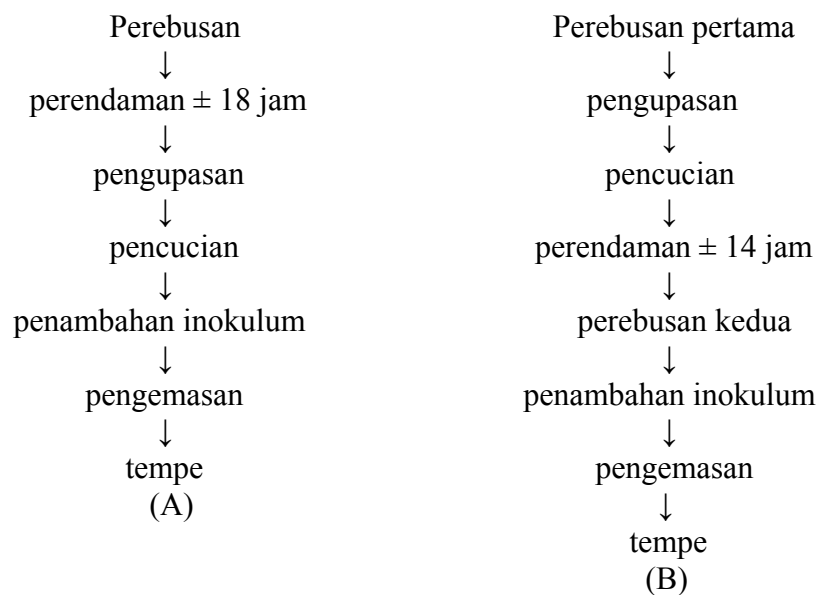 Perebusan
↓
perendaman ± 18 jam
↓
pengupasan
↓
pencucian
↓
penambahan inokulum
↓
pengemasan
↓
tempe
(A)
Perebusan pertama
↓
pengupasan
↓
pencucian
↓
perendaman ± 14 jam
↓
perebusan kedua
↓
penambahan inokulum
↓
pengemasan
↓
tempe
(B)